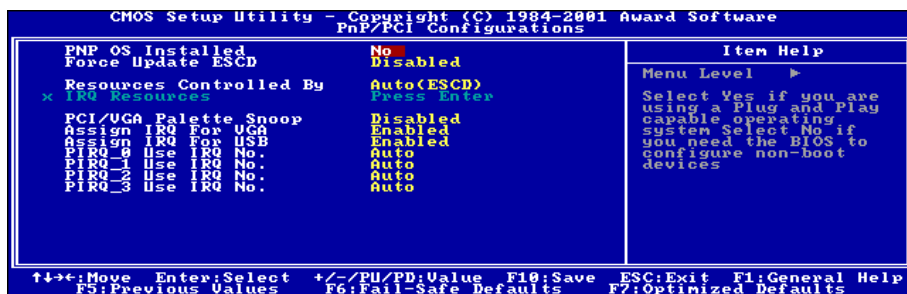 CMOS Setup Utility - Copyright (C) 1984-2001 Award Software
PnP/PCI Configurations
PNP OS Installed No
Force Update ESCD Disabled
Resources Controlled By Auto(ESCD)
x IRQ Resources Press Enter
PCI/VGA Palette Snoop Disabled
Assign IRQ For VGA Enabled
Assign IRQ For USB Enabled
PIRQ_0 Use IRQ No. Auto
PIRQ_1 Use IRQ No. Auto
PIRQ_2 Use IRQ No. Auto
PIRQ_3 Use IRQ No. Auto
Item Help
Menu Level ►
Select Yes if you are
using a Plug and Play
capable operating
system Select No if
you need the BIOS to
configure non-boot
devices
↑↓→←:Move Enter:Select +/-/PU/PD:Value F10:Save ESC:Exit F1:General Help
F5:Previous Values F6:Fail-Safe Defaults F7:Optimized Defaults